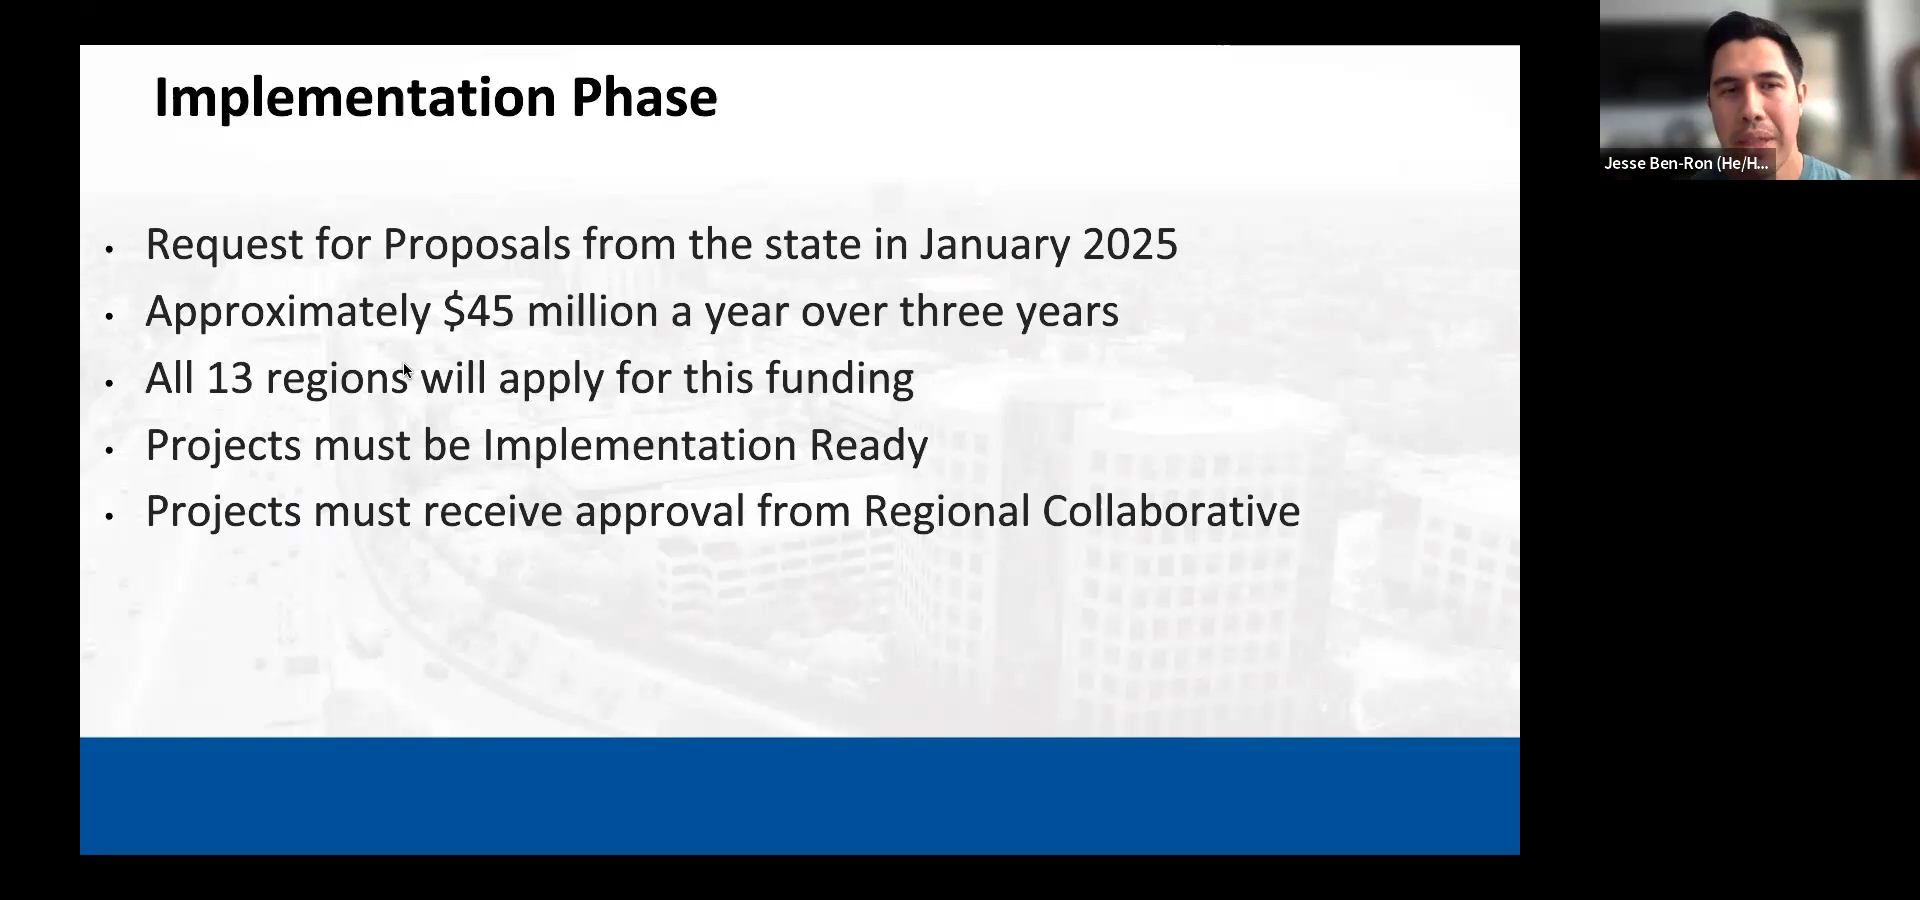 Implementation Phase
• Request for Proposals from the state in January 2025
• Approximately $45 million a year over three years
• All 13 regions will apply for this funding
• Projects must be Implementation Ready
• Projects must receive approval from Regional Collaborative
Jesse Ben-Ron (He/H...